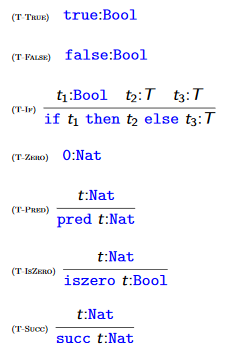 (T-True) true:Bool
(T-False) false:Bool
t₁:Bool t₂:T t₃:T
(T-If)
if t₁ then t₂ else t₃:T
(T-Zero) 0:Nat
t:Nat
(T-Pred)
pred t:Nat
t:Nat
(T-IsZero)
iszero t:Bool
t:Nat
(T-Succ)
succ t:Nat